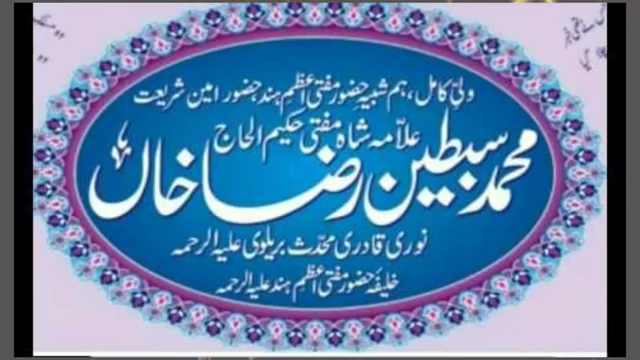 ولیٔ کامل، ہم شبیہِ حضور مفتیٔ اعظم ہند حضور امین شریعت
علامہ شاہ مفتی حکیم الحاج
محمد سبطین رضا خاں
نوری قادری محدث بریلوی علیہ الرحمہ
خلیفۂ حضور مفتیٔ اعظم ہند علیہ الرحمہ